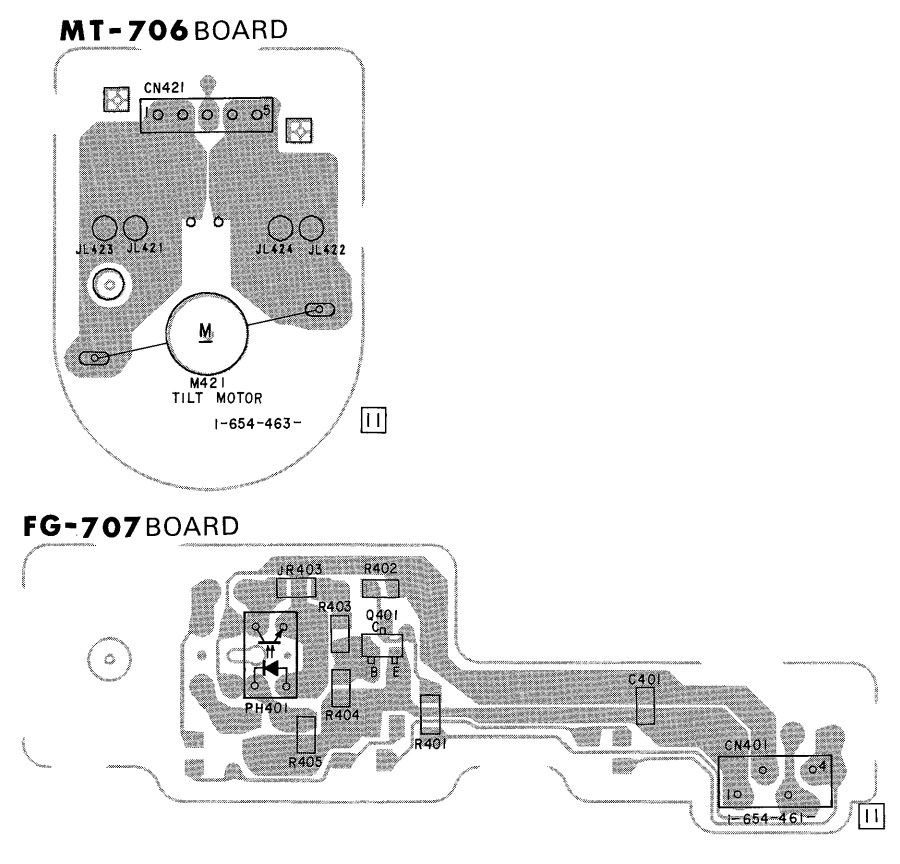 MT-706 BOARD
CN421
1 5
JL423 JL421 JL424 JL422
M
M421
TILT MOTOR
1-654-463-
11
FG-707 BOARD
JR403 R402
R403
Q401
C
B E
C401
PH401
R404
R401
R405
CN401
4
1
1-654-461-
11